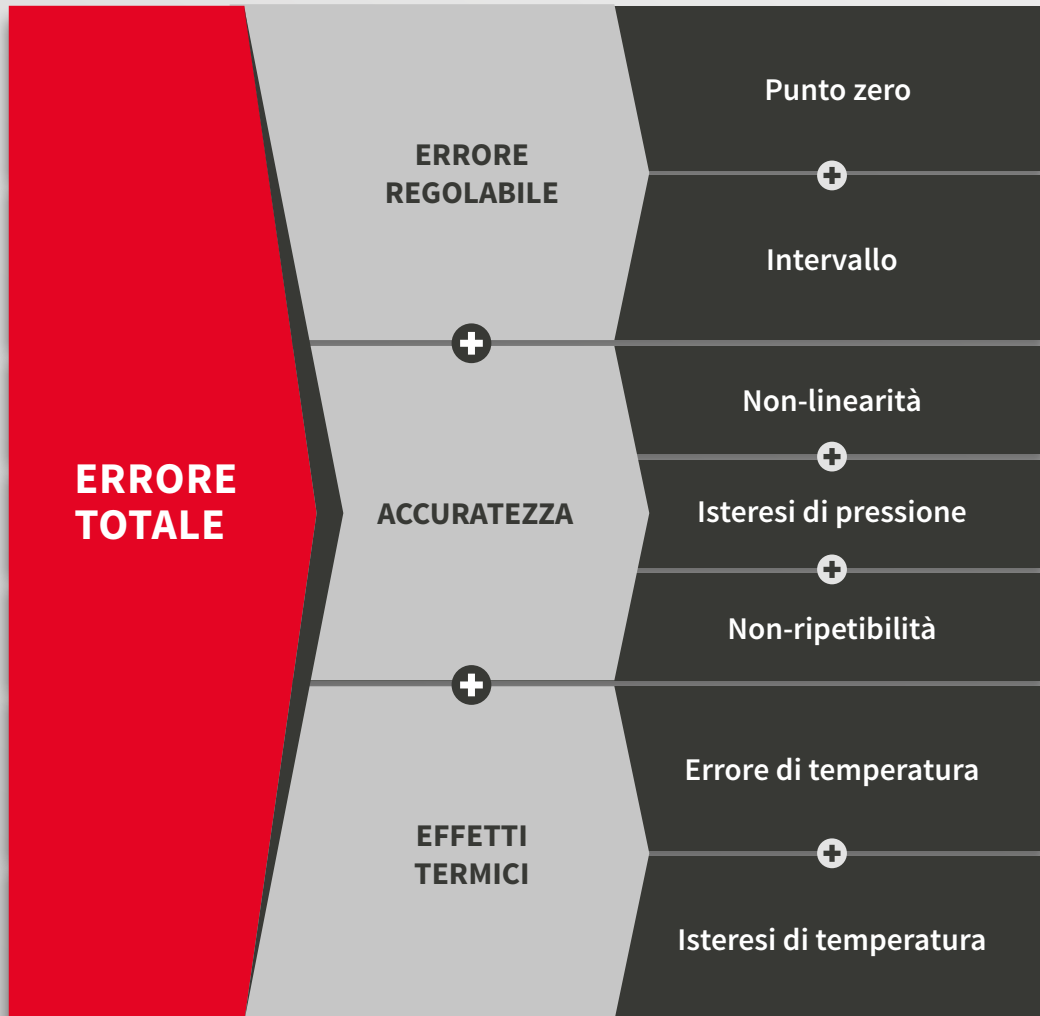 ERRORE
TOTALE
ERRORE
REGOLABILE
ACCURATEZZA
EFFETTI
TERMICI
Punto zero
Intervallo
Non-linearità
Isteresi di pressione
Non-ripetibilità
Errore di temperatura
Isteresi di temperatura